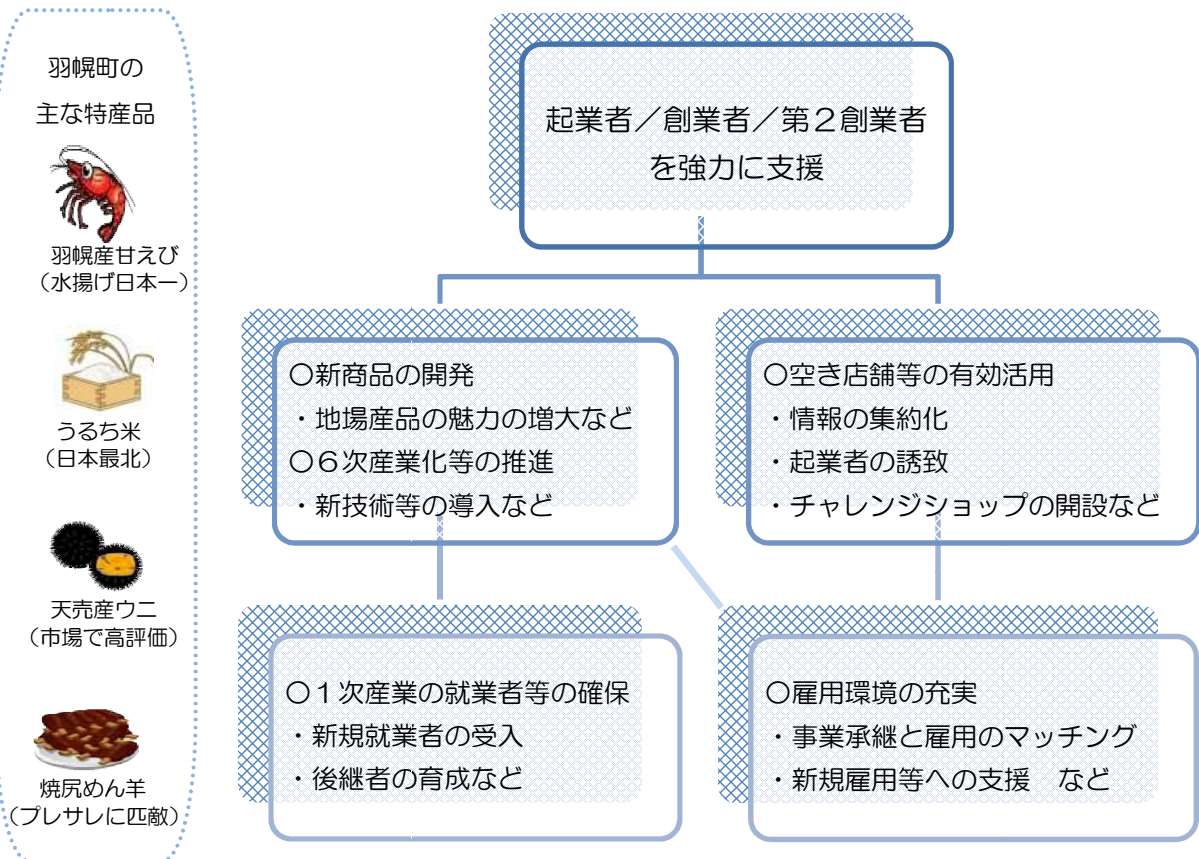 羽幌町の
主な特産品
羽幌産甘えび
（水揚げ日本一）
うるち米
（日本最北）
天売産ウニ
（市場で高評価）
焼尻めん羊
（プレサレに匹敵）
起業者／創業者／第２創業者
を強力に支援
〇新商品の開発
・地場産品の魅力の増大など
〇６次産業化等の推進
・新技術等の導入など
〇空き店舗等の有効活用
・情報の集約化
・起業者の誘致
・チャレンジショップの開設など
〇１次産業の就業者等の確保
・新規就業者の受入
・後継者の育成など
〇雇用環境の充実
・事業承継と雇用のマッチング
・新規雇用等への支援　など